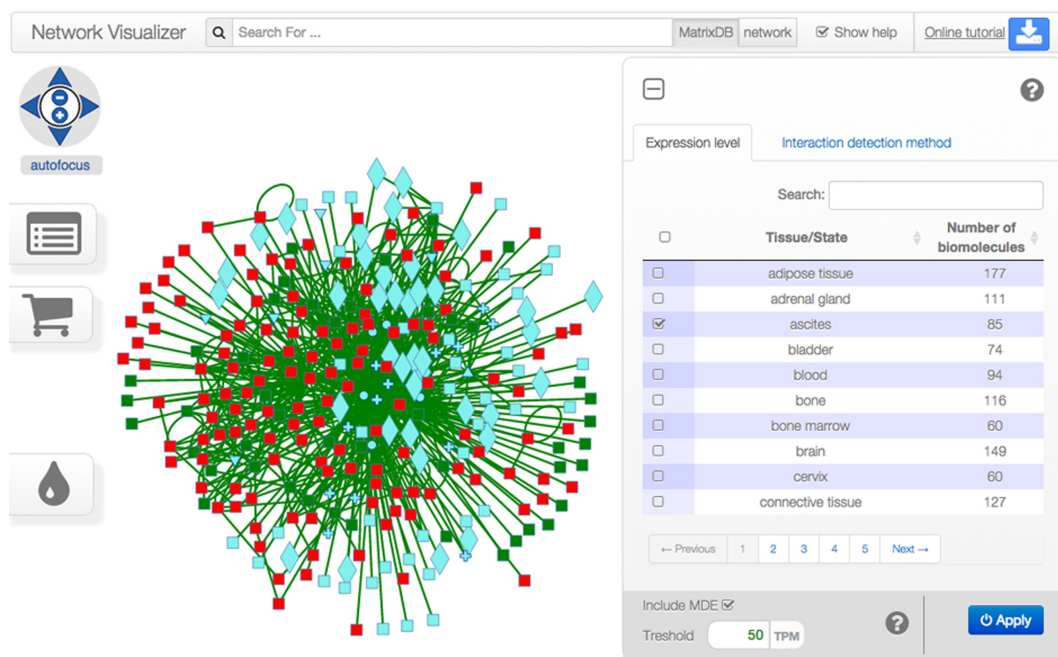 Network Visualizer Search For ... MatrixDB network Show help Online tutorial
autofocus
? 
Expression level Interaction detection method
Search:
Tissue/State Number of biomolecules
adipose tissue 177
adrenal gland 111
ascites 85
bladder 74
blood 94
bone 116
bone marrow 60
brain 149
cervix 60
connective tissue 127
← Previous 1 2 3 4 5 Next →
Include MDE
Treshold 50 TPM ? Apply